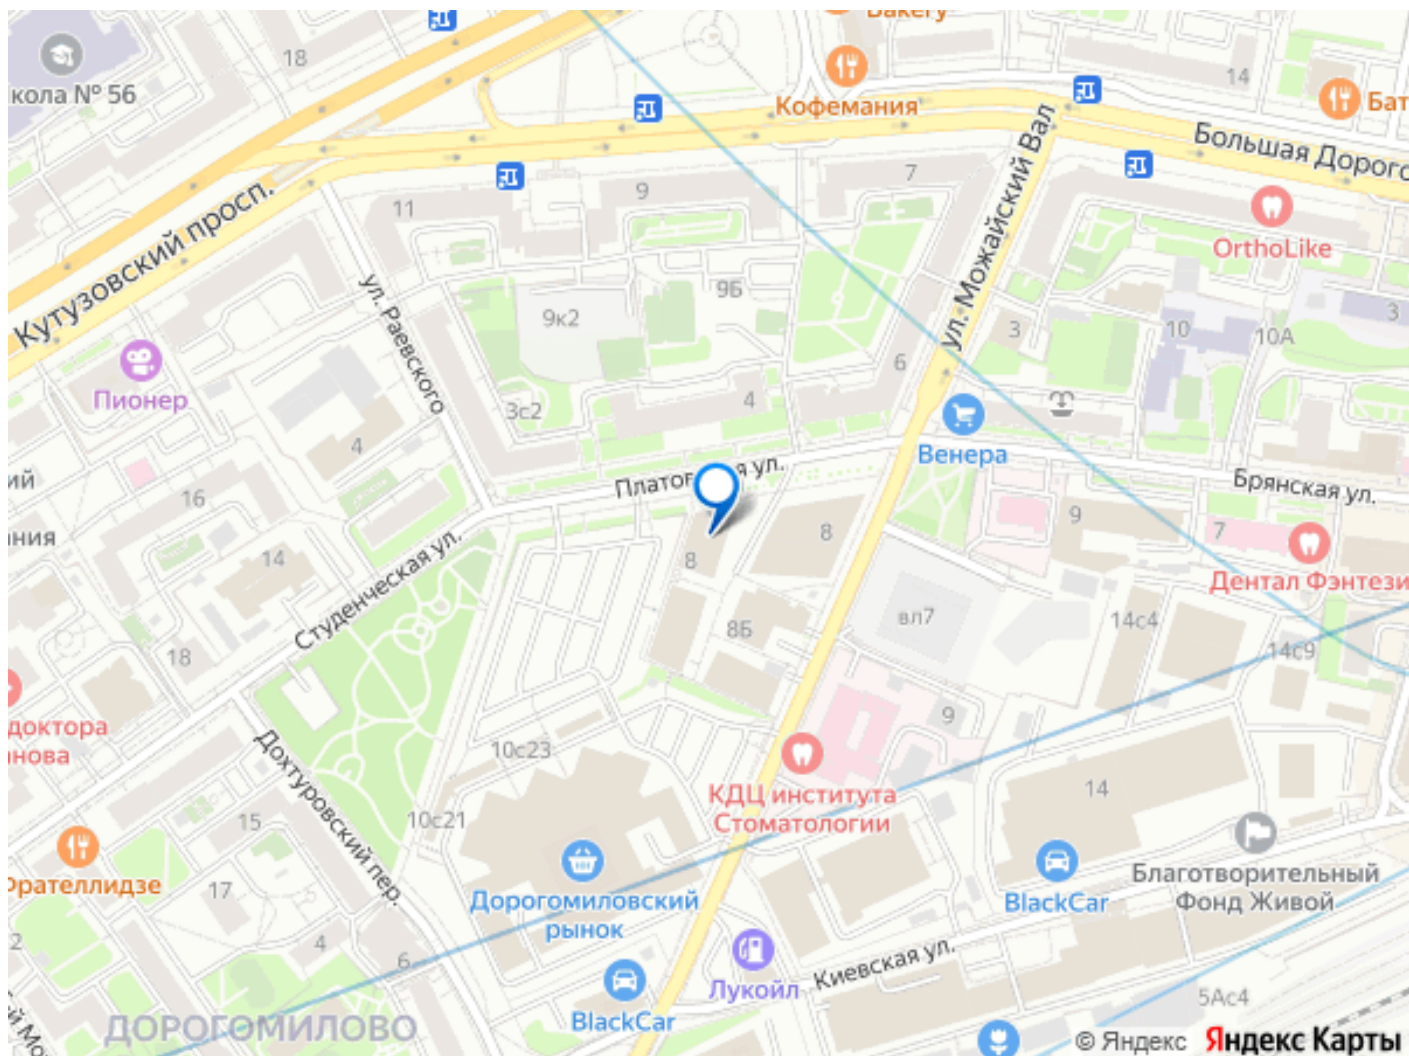 Bakery
18
кола № 56
14
Кофемания
Бат
ул. Можайский Вал
Большая Дорого
Кутузовский просп.
11
9
7
OrthoLike
ул. Раевского
9Б
9к2
3
10
10А
3
Пионер
6
3с2
4
4
Венера
ий
16
Платов
я ул.
Брянская ул.
ания
14
Студенческая ул.
8
8
9
7
Дентал Фэнтези
18
8Б
вл7
14с4
14с9
доктора
нова
Дохтуровский пер.
10с23
9
КДЦ института
Стоматологии
14
10с21
15
Фрателлидзе
17
Дорогомиловский
рынок
BlackCar
Благотворительный
Фонд Живой
2
4
6
Лукойл
Киевская ул.
5Ас4
BlackCar
ДОРОГОМИЛОВО
© Яндекс Яндекс Карты